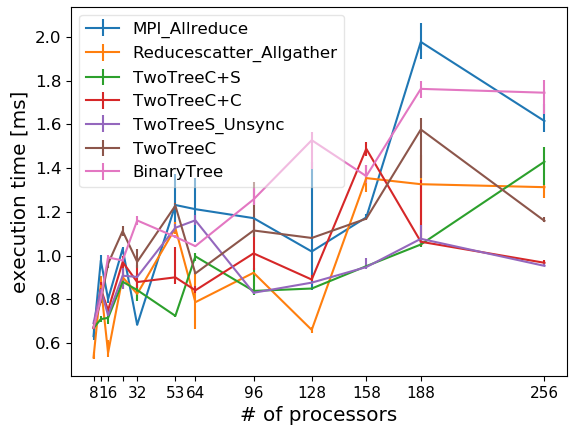 execution time [ms]
2.0
1.8
1.6
1.4
1.2
1.0
0.8
0.6
MPI_Allreduce
Reducescatter_Allgather
TwoTreeC+S
TwoTreeC+C
TwoTreeS_Unsync
TwoTreeC
BinaryTree
8 16 32 53 64 96 128 158 188 256
# of processors